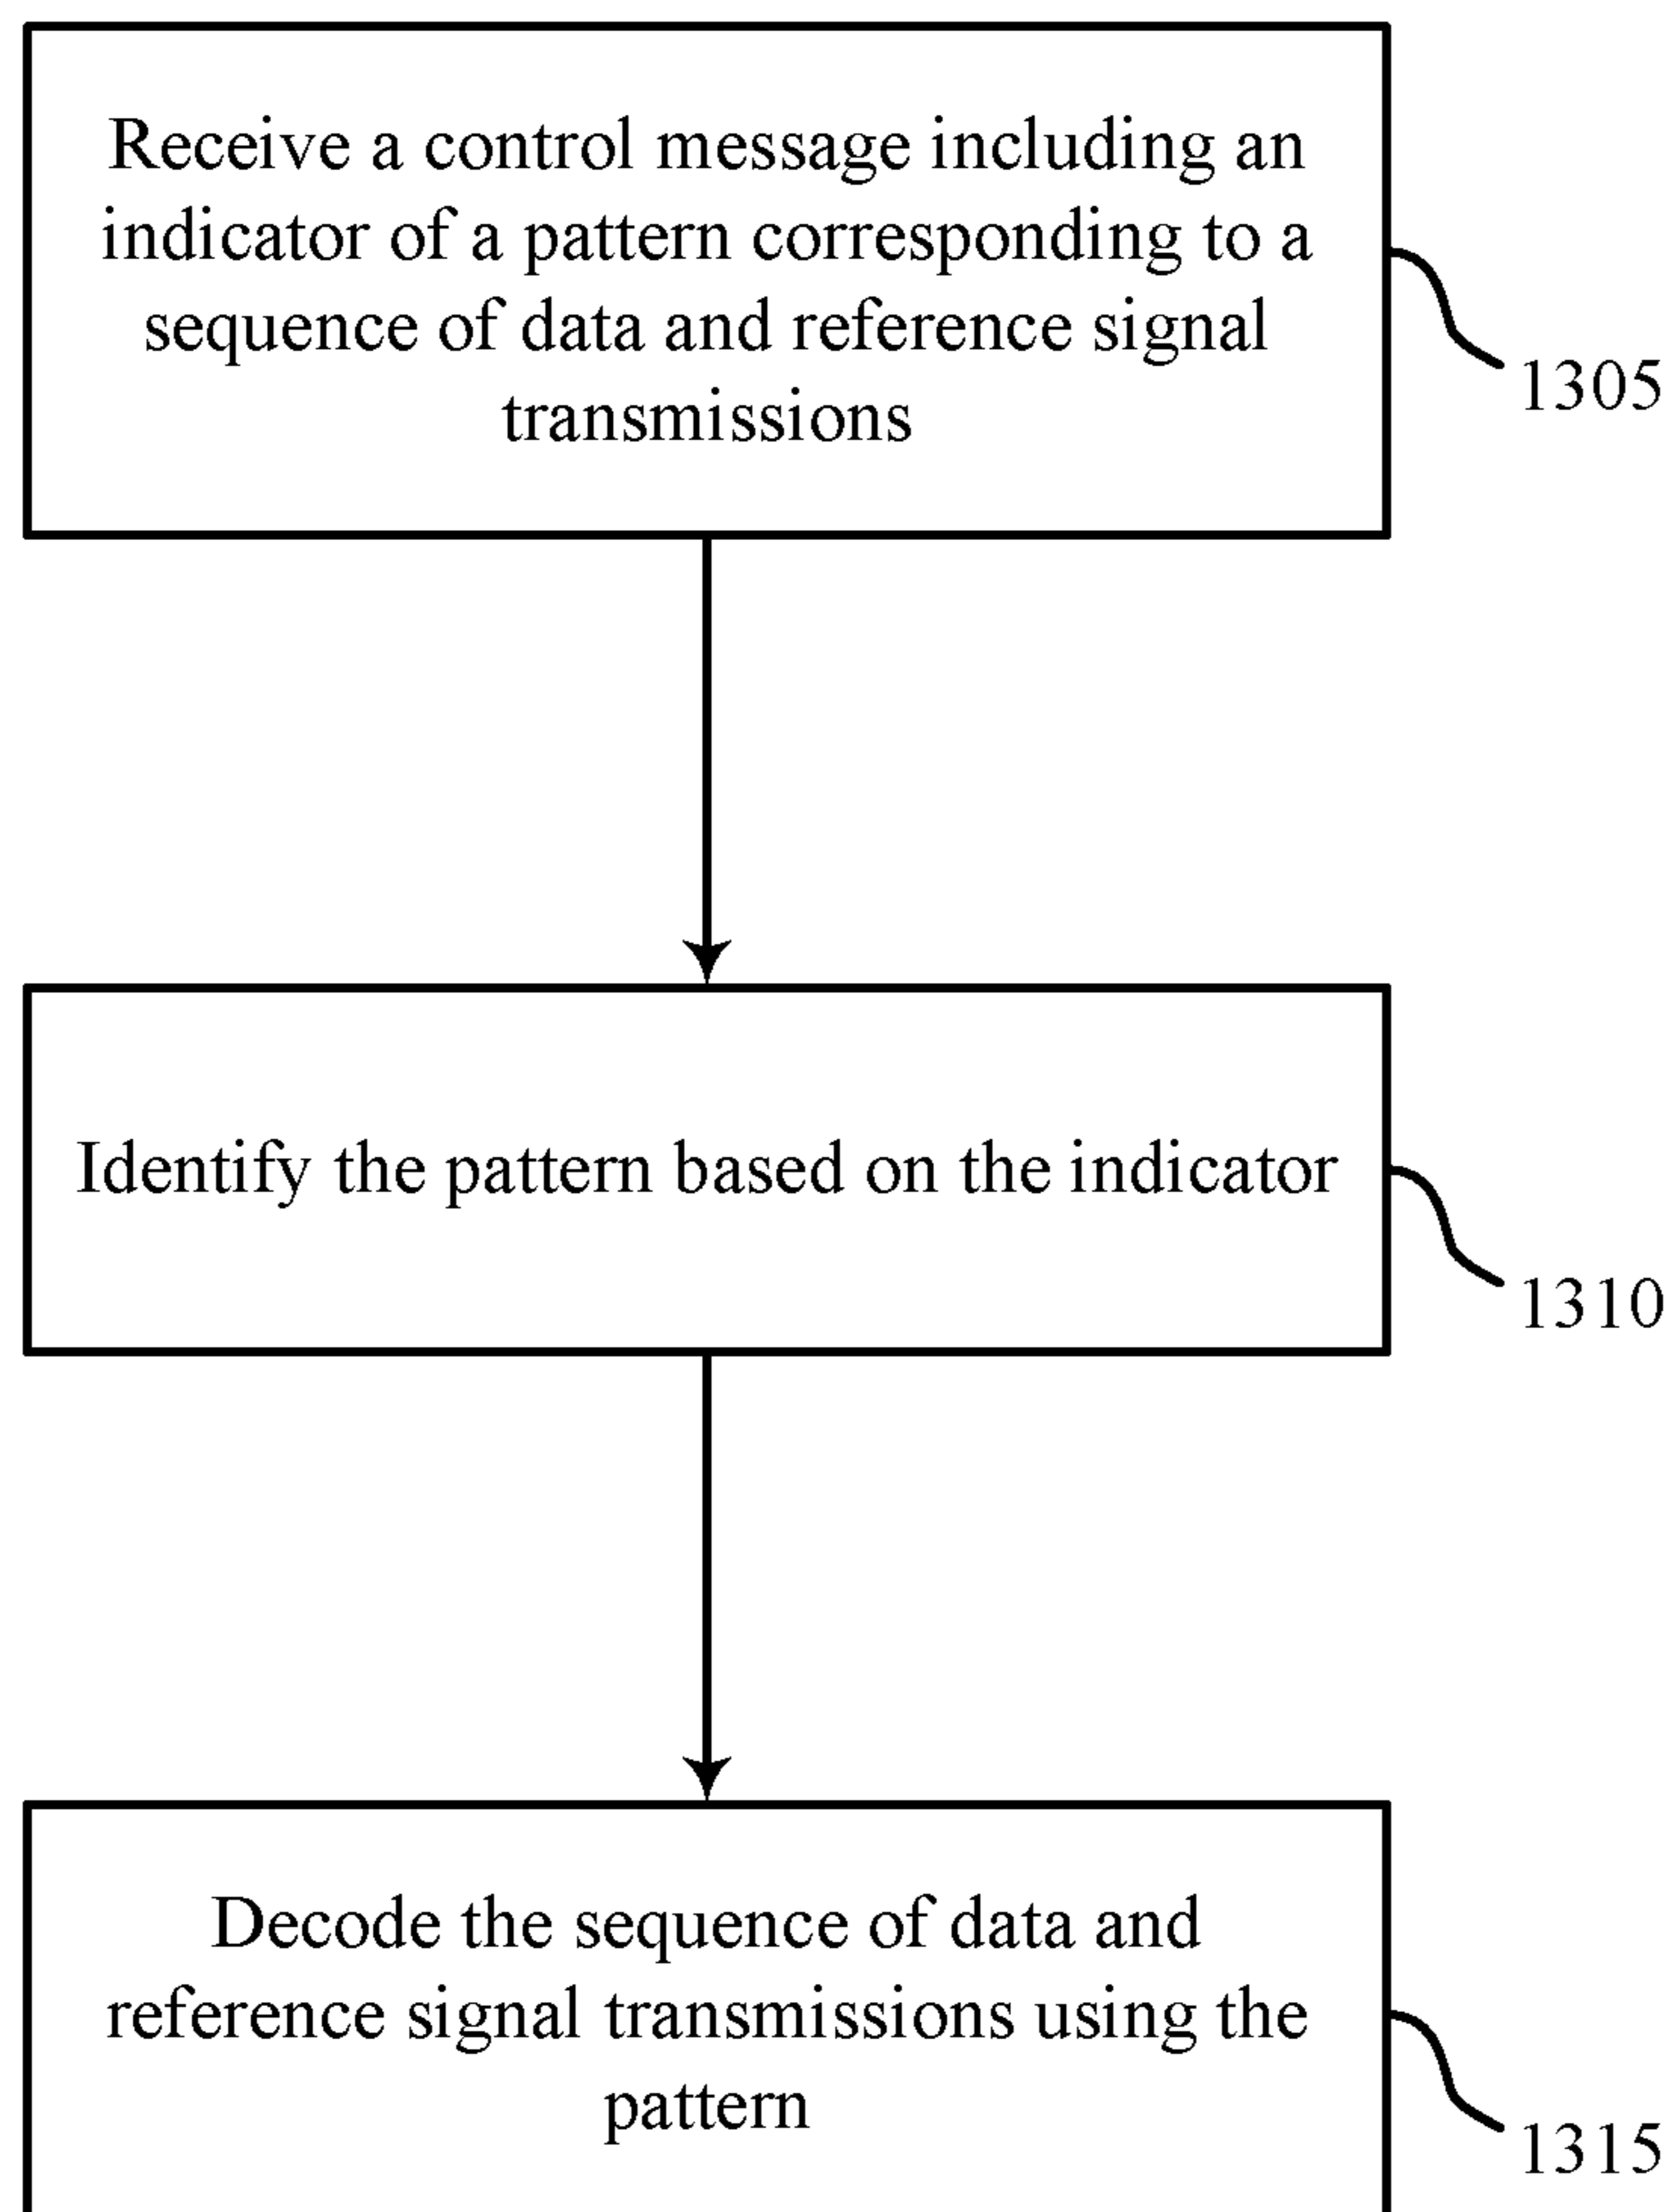 Receive a control message including an
indicator of a pattern corresponding to a
sequence of data and reference signal
transmissions
1305
Identify the pattern based on the indicator
1310
Decode the sequence of data and
reference signal transmissions using the
pattern
1315